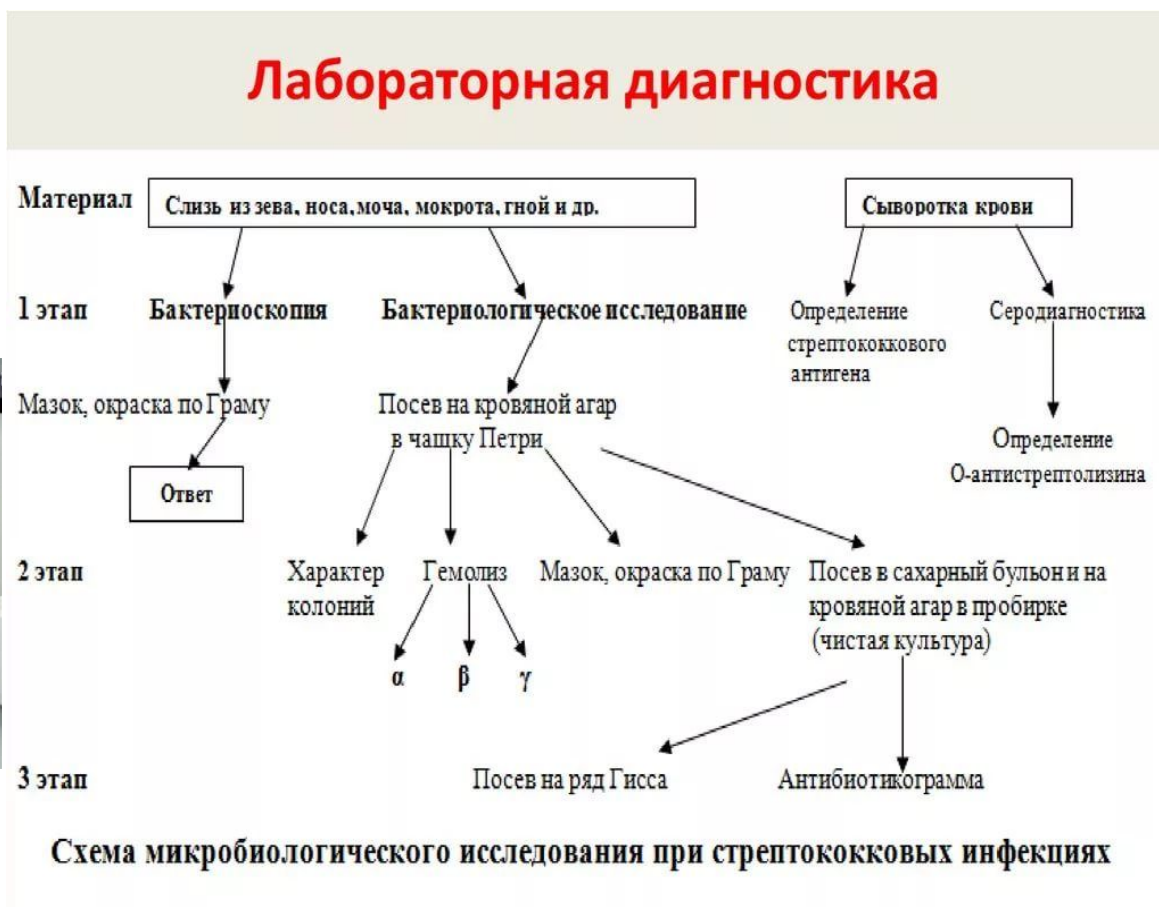 Лабораторная диагностика
Материал
Слизь из зева, носа, моча, мокрота, гной и др.
Сыворотка крови
1 этап
Бактериоскопия
Бактериологическое исследование
Определение
стрептококкового
антигена
Серодиагностика
Мазок, окраска по Граму
Посев на кровяной агар
в чашку Петри
Определение
О-антистрептолизина
Ответ
2 этап
Характер
колоний
Гемолиз
Мазок, окраска по Граму
Посев в сахарный бульон и на
кровяной агар в пробирке
(чистая культура)
α
β
γ
3 этап
Посев на ряд Гисса
Антибиотикограмма
Схема микробиологического исследования при стрептококковых инфекциях